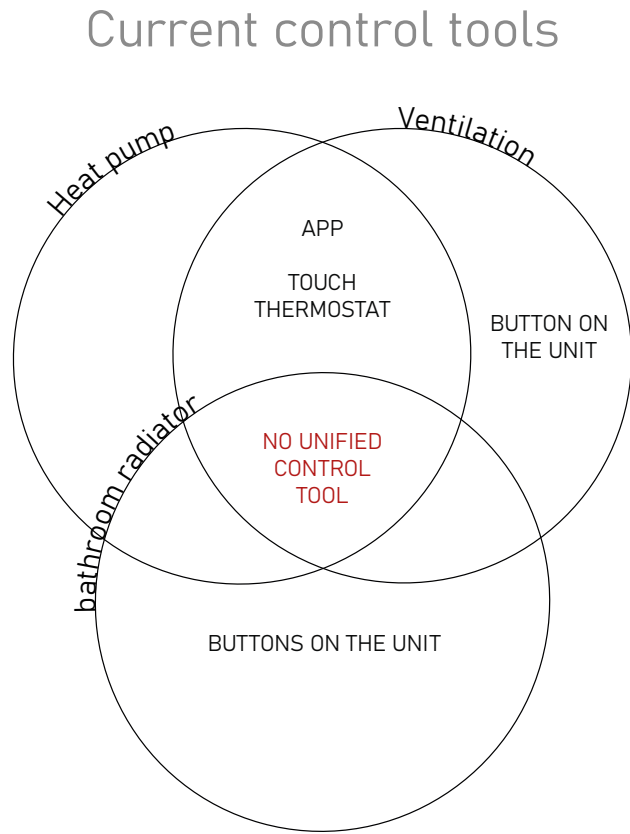 Current control tools
Heat pump
Ventilation
APP
TOUCH
THERMOSTAT
BUTTON ON
THE UNIT
bathroom radiator
NO UNIFIED
CONTROL
TOOL
BUTTONS ON THE UNIT